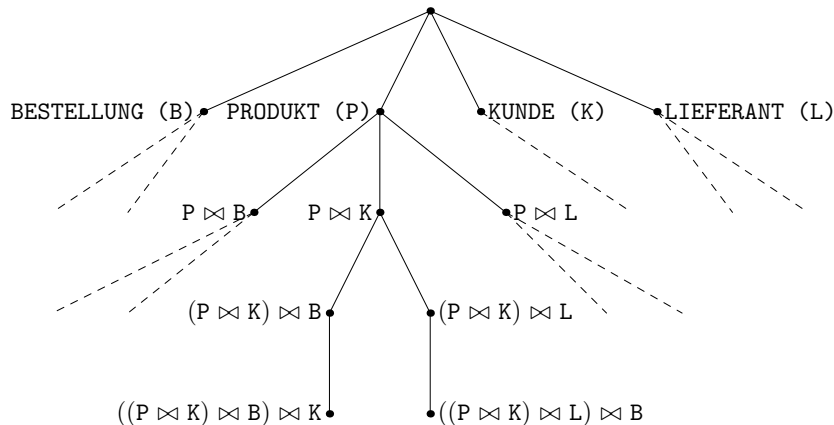 BESTELLUNG (B) PRODUKT (P) KUNDE (K) LIEFERANT (L)
P ⋈ B P ⋈ K P ⋈ L
(P ⋈ K) ⋈ B (P ⋈ K) ⋈ L
((P ⋈ K) ⋈ B) ⋈ K ((P ⋈ K) ⋈ L) ⋈ B